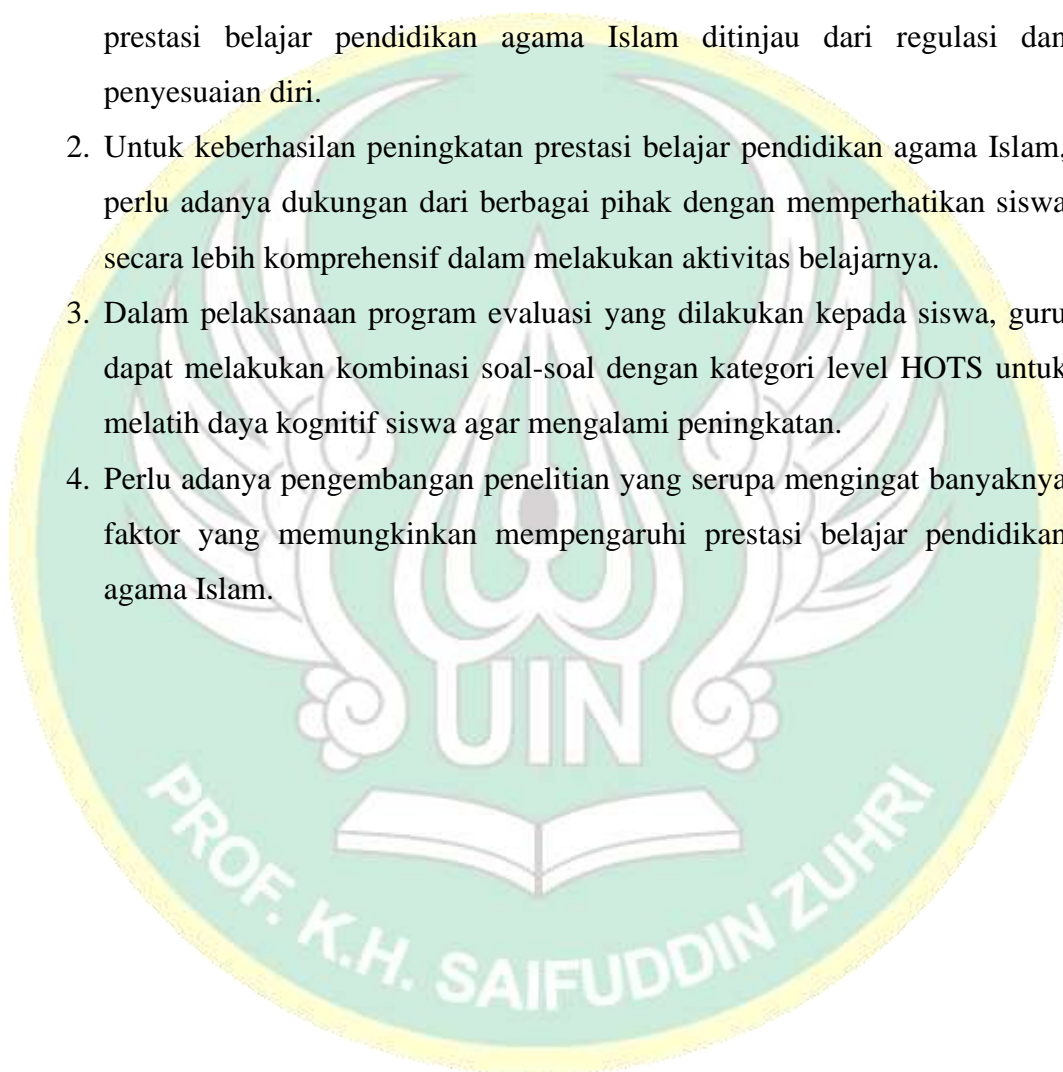 prestasi belajar pendidikan agama Islam ditinjau dari regulasi dan
penyesuaian diri.
2. Untuk keberhasilan peningkatan prestasi belajar pendidikan agama Islam,
perlu adanya dukungan dari berbagai pihak dengan memperhatikan siswa
secara lebih komprehensif dalam melakukan aktivitas belajarnya.
3. Dalam pelaksanaan program evaluasi yang dilakukan kepada siswa, guru
dapat melakukan kombinasi soal-soal dengan kategori level HOTS untuk
melatih daya kognitif siswa agar mengalami peningkatan.
4. Perlu adanya pengembangan penelitian yang serupa mengingat banyaknya
faktor yang memungkinkan mempengaruhi prestasi belajar pendidikan
agama Islam.
UIN
PROF. K.H. SAIFUDDIN ZUHRI